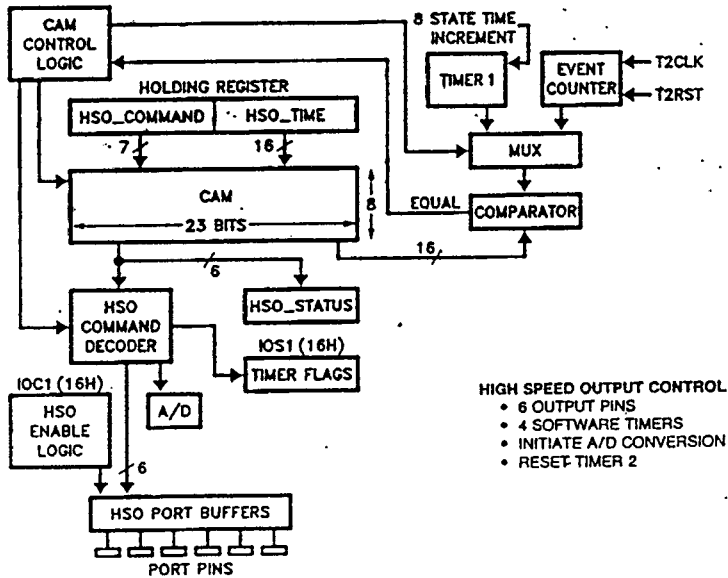 CAM
CONTROL
LOGIC
8 STATE TIME
INCREMENT
TIMER 1
EVENT
COUNTER
T2CLK
T2RST
HOLDING REGISTER
HSO_COMMAND
HSO_TIME
7
16
MUX
CAM
23 BITS
8
EQUAL
COMPARATOR
16
6
HSO
COMMAND
DECODER
HSO_STATUS
IOS1 (16H)
TIMER FLAGS
IOC1 (16H)
HSO
ENABLE
LOGIC
A/D
6
HSO PORT BUFFERS
PORT PINS
HIGH SPEED OUTPUT CONTROL
• 6 OUTPUT PINS
• 4 SOFTWARE TIMERS
• INITIATE A/D CONVERSION
• RESET TIMER 2